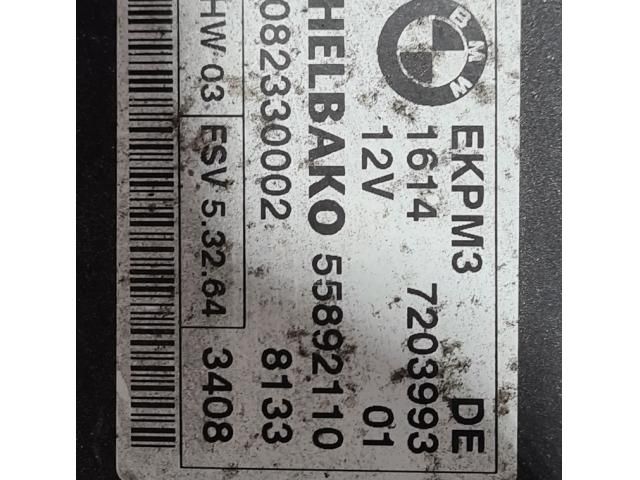 BMW
EKPM3 DE
1614 7203993
12V 01
HELBAKO 55892110
082330002 8133
HW 03 ESV 5.32.64 3408